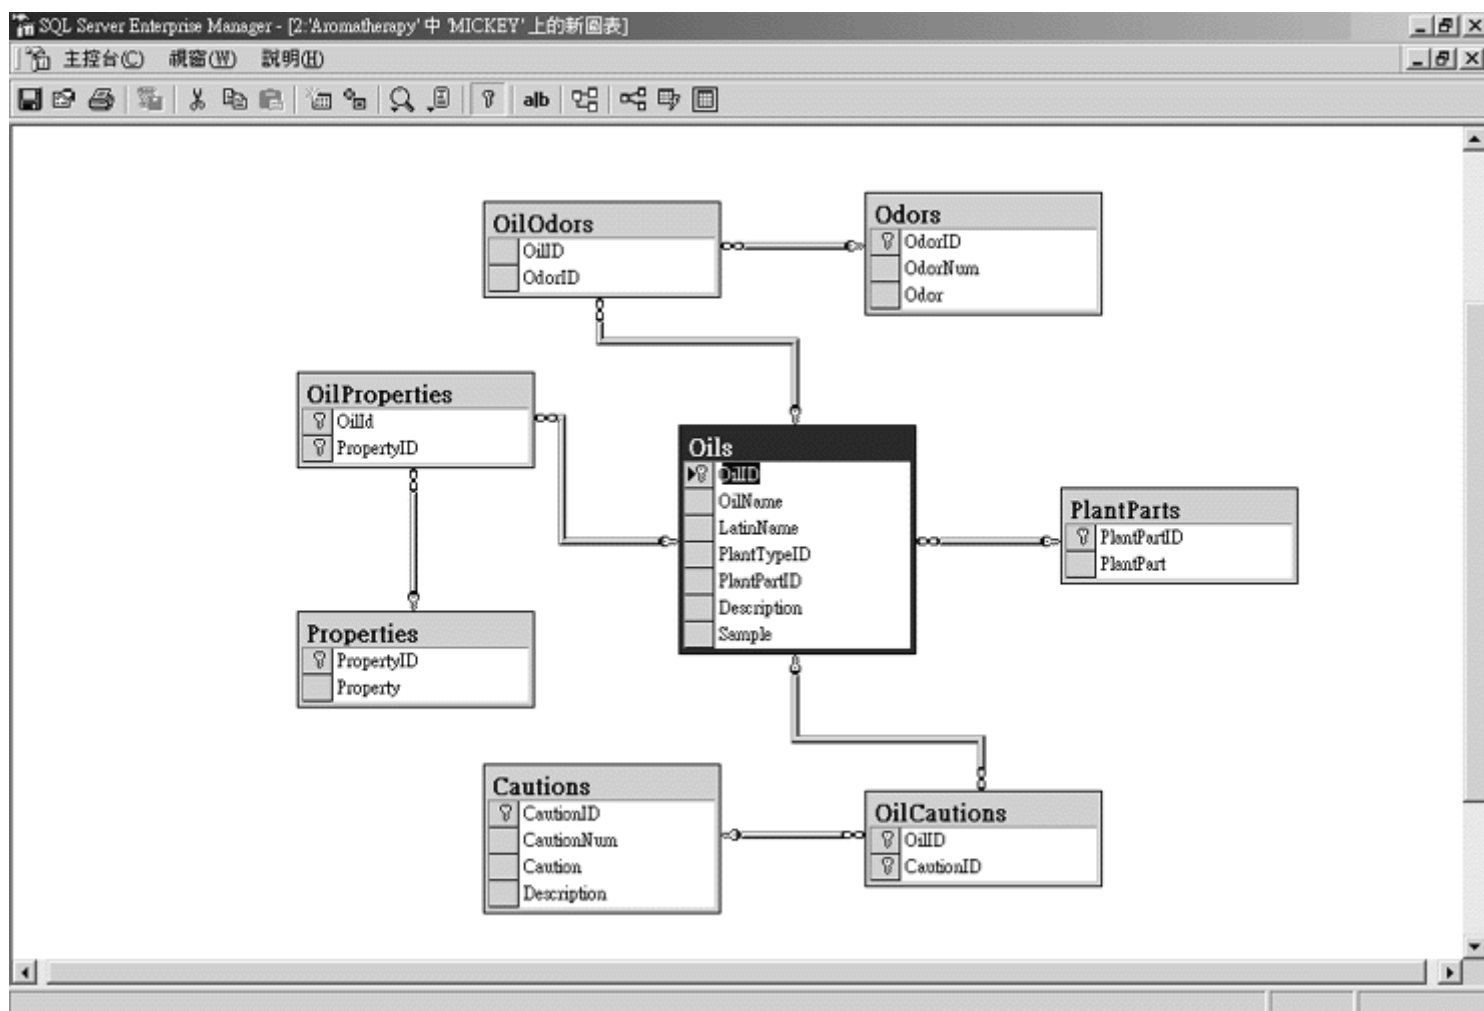 SQL Server Enterprise Manager - [2:'Aromatherapy' 中 'MICKEY' 上的新圖表]
主控台(C) 視窗(W) 說明(H)
a|b
OilOdors
OilID
OdorID
Odors
OdorID
OdorNum
Odor
OilProperties
OilId
PropertyID
Oils
OilID
OilName
LatinName
PlantTypeID
PlantPartID
Description
Sample
PlantParts
PlantPartID
PlantPart
Properties
PropertyID
Property
Cautions
CautionID
CautionNum
Caution
Description
OilCautions
OilID
CautionID